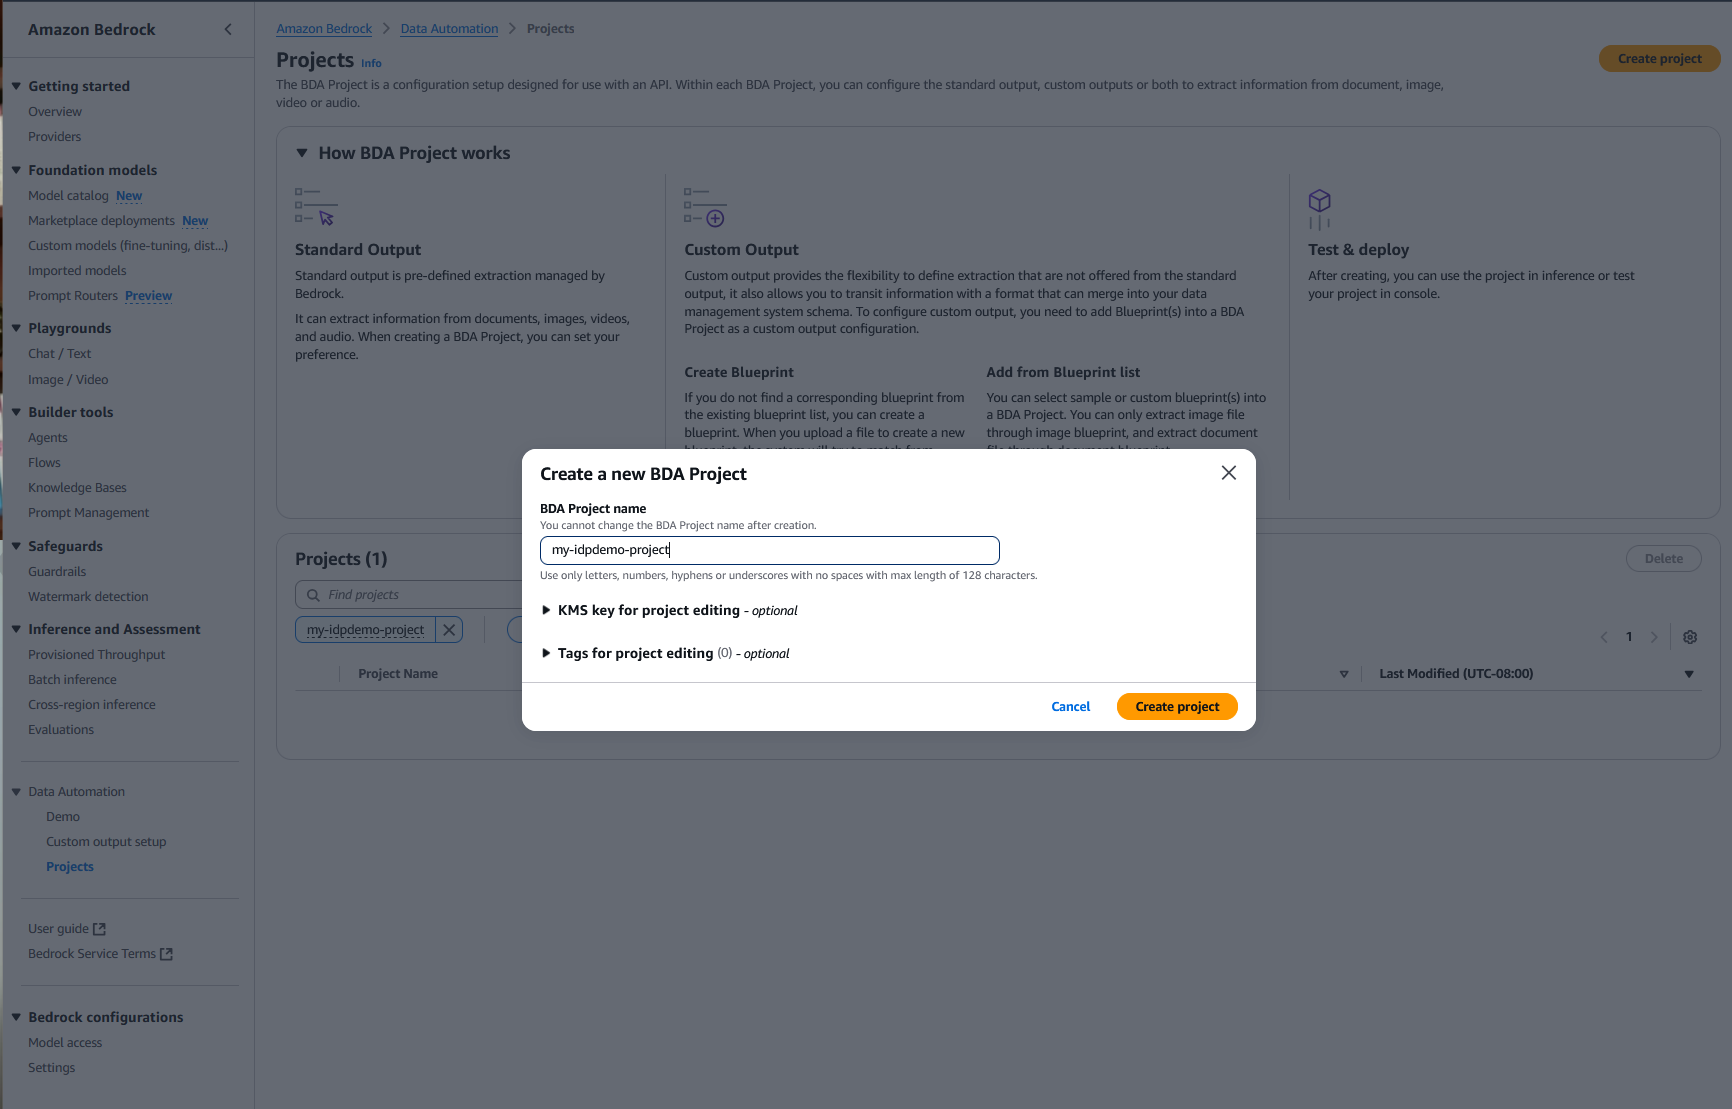 Amazon Bedrock
Getting started
Overview
Providers
Foundation models
Model catalog New
Marketplace deployments New
Custom models (fine-tuning, dist...)
Imported models
Prompt Routers Preview
Playgrounds
Chat / Text
Image / Video
Builder tools
Agents
Flows
Knowledge Bases
Prompt Management
Safeguards
Guardrails
Watermark detection
Inference and Assessment
Provisioned Throughput
Batch inference
Cross-region inference
Evaluations
Data Automation
Demo
Custom output setup
Projects
User guide
Bedrock Service Terms
Bedrock configurations
Model access
Settings
Amazon Bedrock > Data Automation > Projects
Projects Info
Create project
The BDA Project is a configuration setup designed for use with an API. Within each BDA Project, you can configure the standard output, custom outputs or both to extract information from document, image,
video or audio.
How BDA Project works
Standard Output
Standard output is pre-defined extraction managed by
Bedrock.
It can extract information from documents, images, videos,
and audio. When creating a BDA Project, you can set your
preference.
Custom Output
Custom output provides the flexibility to define extraction that are not offered from the standard
output, it also allows you to transit information with a format that can merge into your data
management system schema. To configure custom output, you need to add Blueprint(s) into a BDA
Project as a custom output configuration.
Create Blueprint
If you do not find a corresponding blueprint from
the existing blueprint list, you can create a
blueprint. When you upload a file to create a new
Add from Blueprint list
You can select sample or custom blueprint(s) into
a BDA Project. You can only extract image file
through image blueprint, and extract document
Test & deploy
After creating, you can use the project in inference or test
your project in console.
Create a new BDA Project
BDA Project name
You cannot change the BDA Project name after creation.
my-idpdemo-project
Use only letters, numbers, hyphens or underscores with no spaces with max length of 128 characters.
KMS key for project editing - optional
Tags for project editing (0) - optional
Cancel
Create project
Projects (1)
Delete
Find projects
my-idpdemo-project
1
Project Name
Last Modified (UTC-08:00)